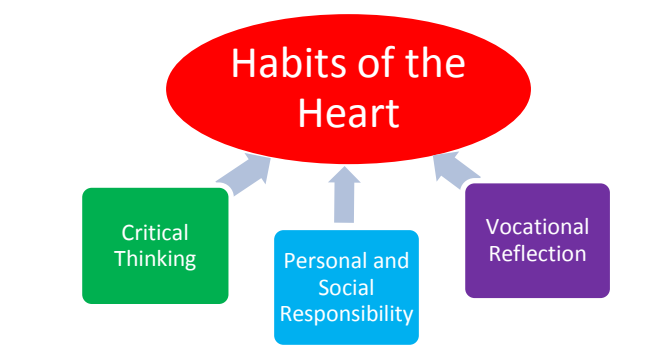 Habits of the
Heart
Critical
Thinking
Personal and
Social
Responsibility
Vocational
Reflection